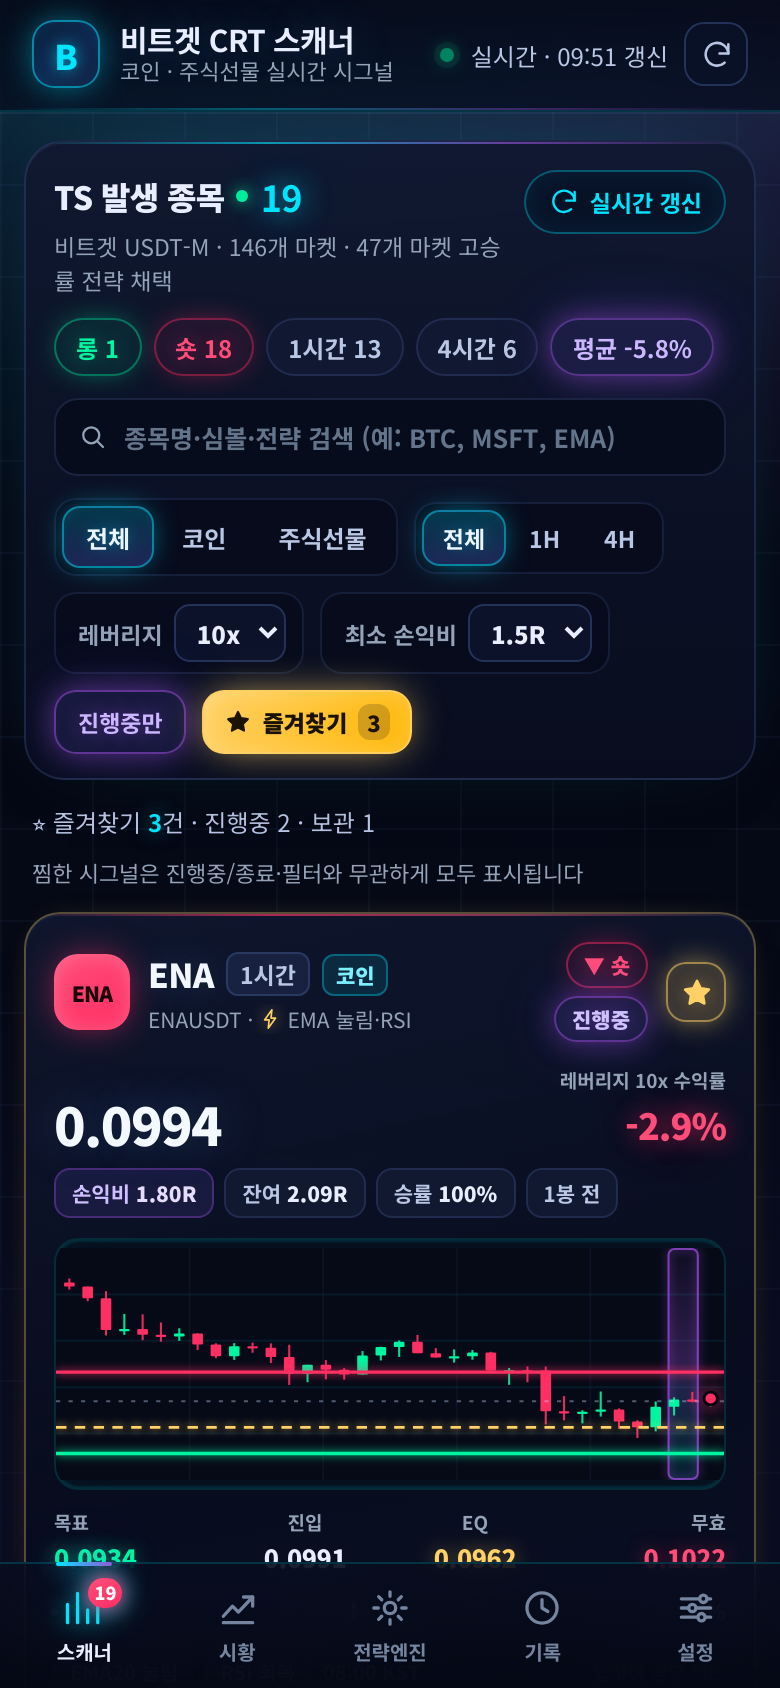 B
비트겟 CRT 스캐너
코인 · 주식선물 실시간 시그널
실시간 · 09:51 갱신
TS 발생 종목 • 19
실시간 갱신
비트겟 USDT-M · 146개 마켓 · 47개 마켓 고승
률 전략 채택
롱 1 숏 18 1시간 13 4시간 6 평균 -5.8%
종목명·심볼·전략 검색 (예: BTC, MSFT, EMA)
전체 코인 주식선물 전체 1H 4H
레버리지 10x 최소 손익비 1.5R
진행중만 ★ 즐겨찾기 3
☆ 즐겨찾기 3건 · 진행중 2 · 보관 1
찜한 시그널은 진행중/종료·필터와 무관하게 모두 표시됩니다
ENA
ENA 1시간 코인
▼ 숏
ENAUSDT · ⚡ EMA 눌림·RSI
진행중
레버리지 10x 수익률
0.0994
-2.9%
손익비 1.80R 잔여 2.09R 승률 100% 1봉 전
목표 진입 EQ 무효
0.0934 0.0991 0.0962 0.1022
19
스캐너 시황 전략엔진 기록 설정